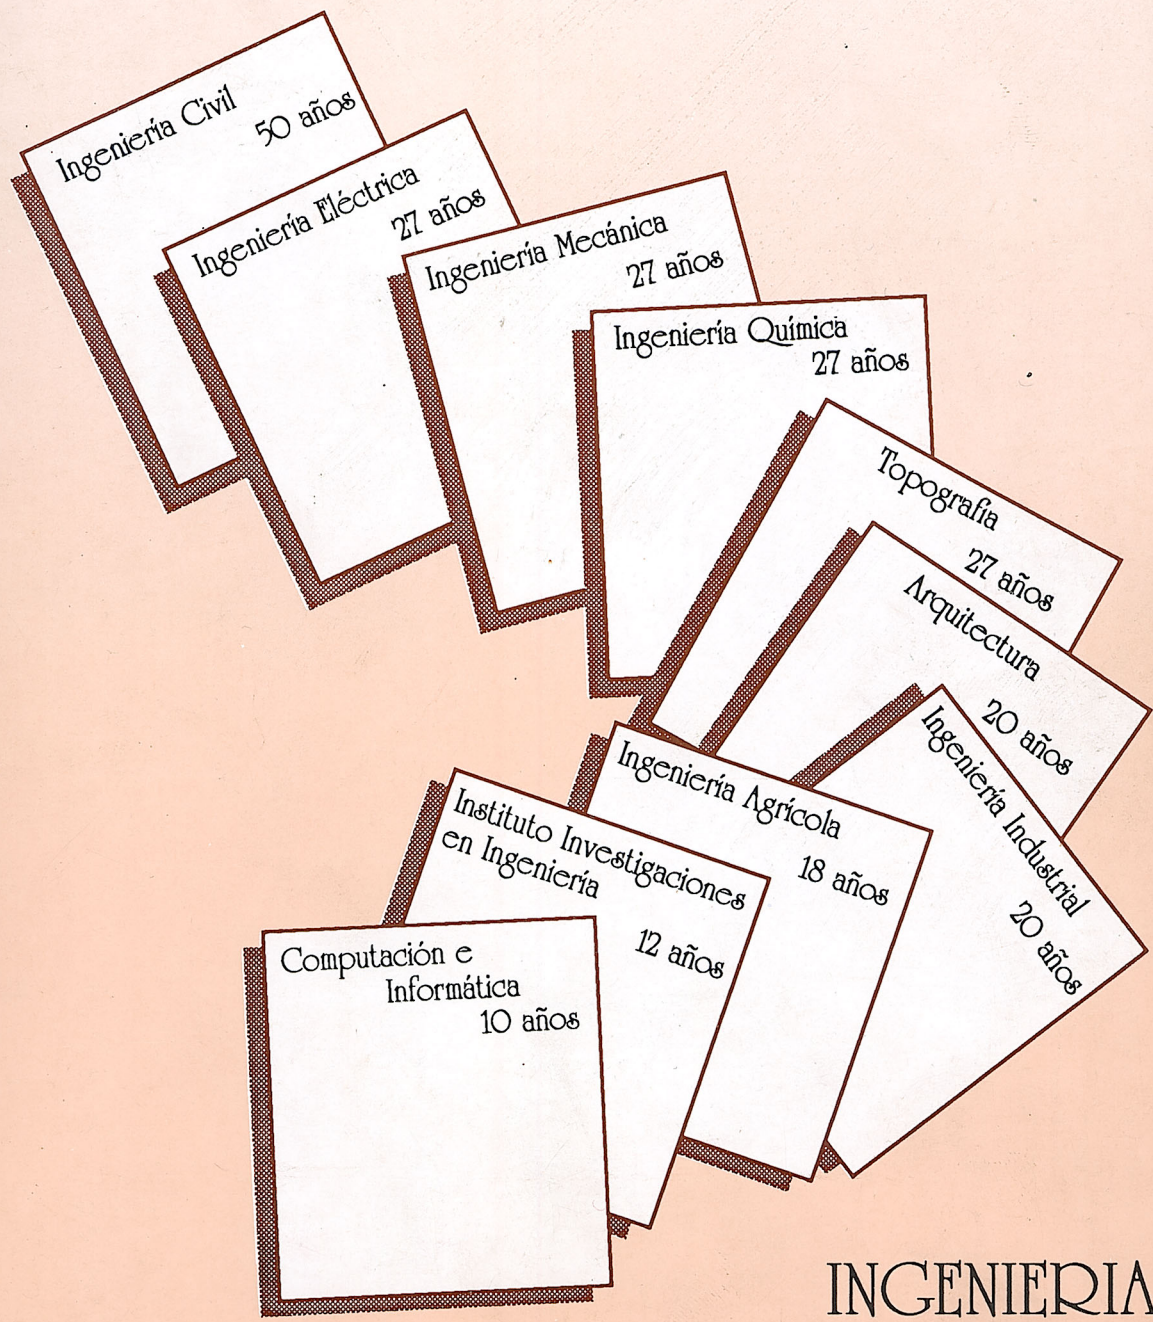 Ingeniería Civil
50 años
Ingeniería Eléctrica
27 años
Ingeniería Mecánica
27 años
Ingeniería Química
27 años
Topografía
27 años
Arquitectura
20 años
Ingeniería Industrial
20 años
Ingeniería Agrícola
18 años
Instituto Investigaciones
en Ingeniería
12 años
Computación e
Informática
10 años
INGENIERIA